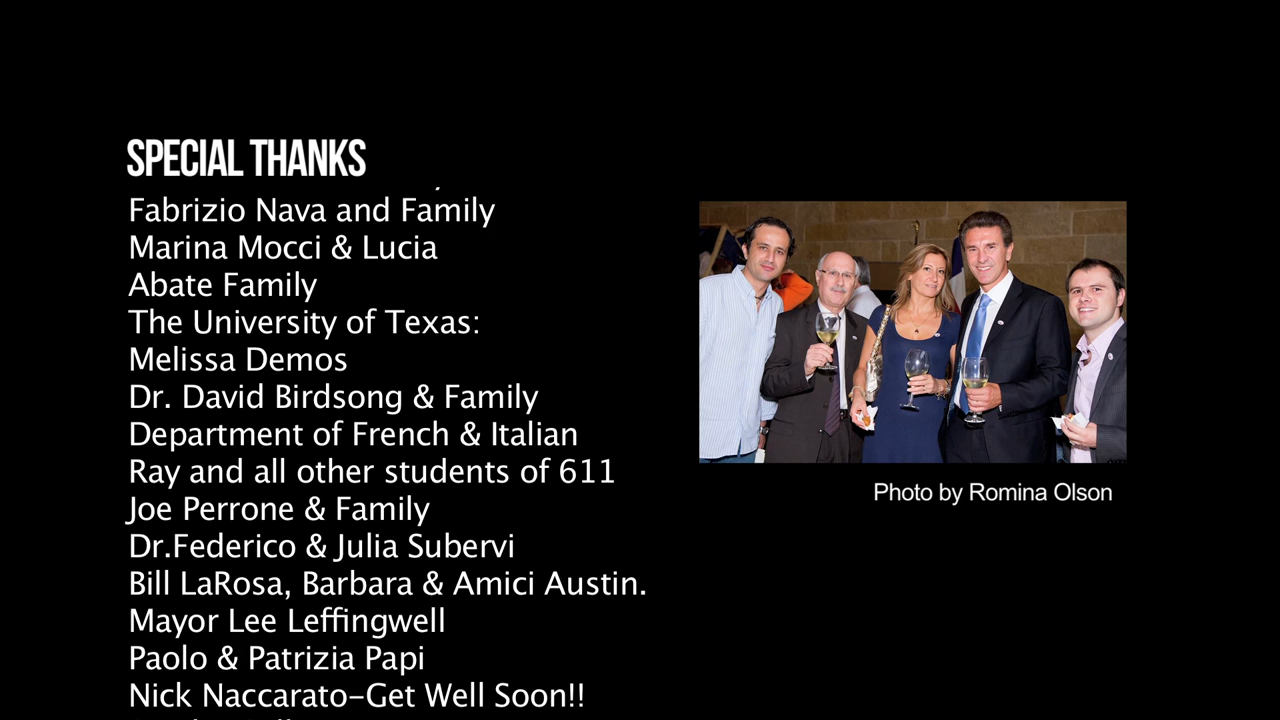 SPECIAL THANKS
Fabrizio Nava and Family
Marina Mocci & Lucia
Abate Family
The University of Texas:
Melissa Demos
Dr. David Birdsong & Family
Department of French & Italian
Ray and all other students of 611
Joe Perrone & Family
Dr.Federico & Julia Subervi
Bill LaRosa, Barbara & Amici Austin.
Mayor Lee Leffingwell
Paolo & Patrizia Papi
Nick Naccarato–Get Well Soon!!
Photo by Romina Olson